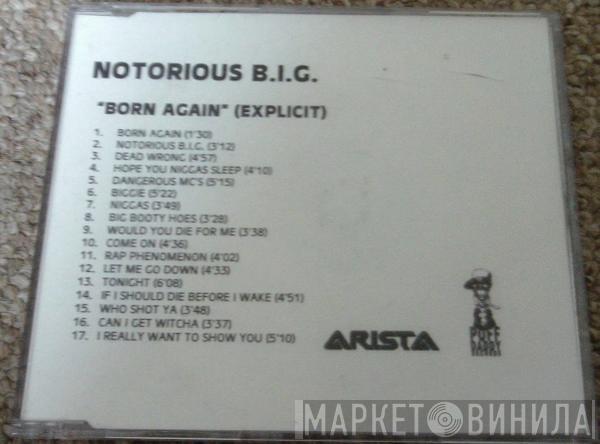 NOTORIOUS B.I.G.
"BORN AGAIN" (EXPLICIT)
1. BORN AGAIN (1'30)
2. NOTORIOUS B.I.G. (3'12)
3. DEAD WRONG (4'57)
4. HOPE YOU NIGGAS SLEEP (4'10)
5. DANGEROUS MC'S (5'15)
6. BIGGIE (5'22)
7. NIGGAS (3'49)
8. BIG BOOTY HOES (3'28)
9. WOULD YOU DIE FOR ME (3'38)
10. COME ON (4'36)
11. RAP PHENOMENON (4'02)
12. LET ME GO DOWN (4'33)
13. TONIGHT (6'08)
14. IF I SHOULD DIE BEFORE I WAKE (4'51)
15. WHO SHOT YA (3'48)
16. CAN I GET WITCHA (3'37)
17. I REALLY WANT TO SHOW YOU (5'10)
ARISTA
МАРКЕТ ВИНИЛА